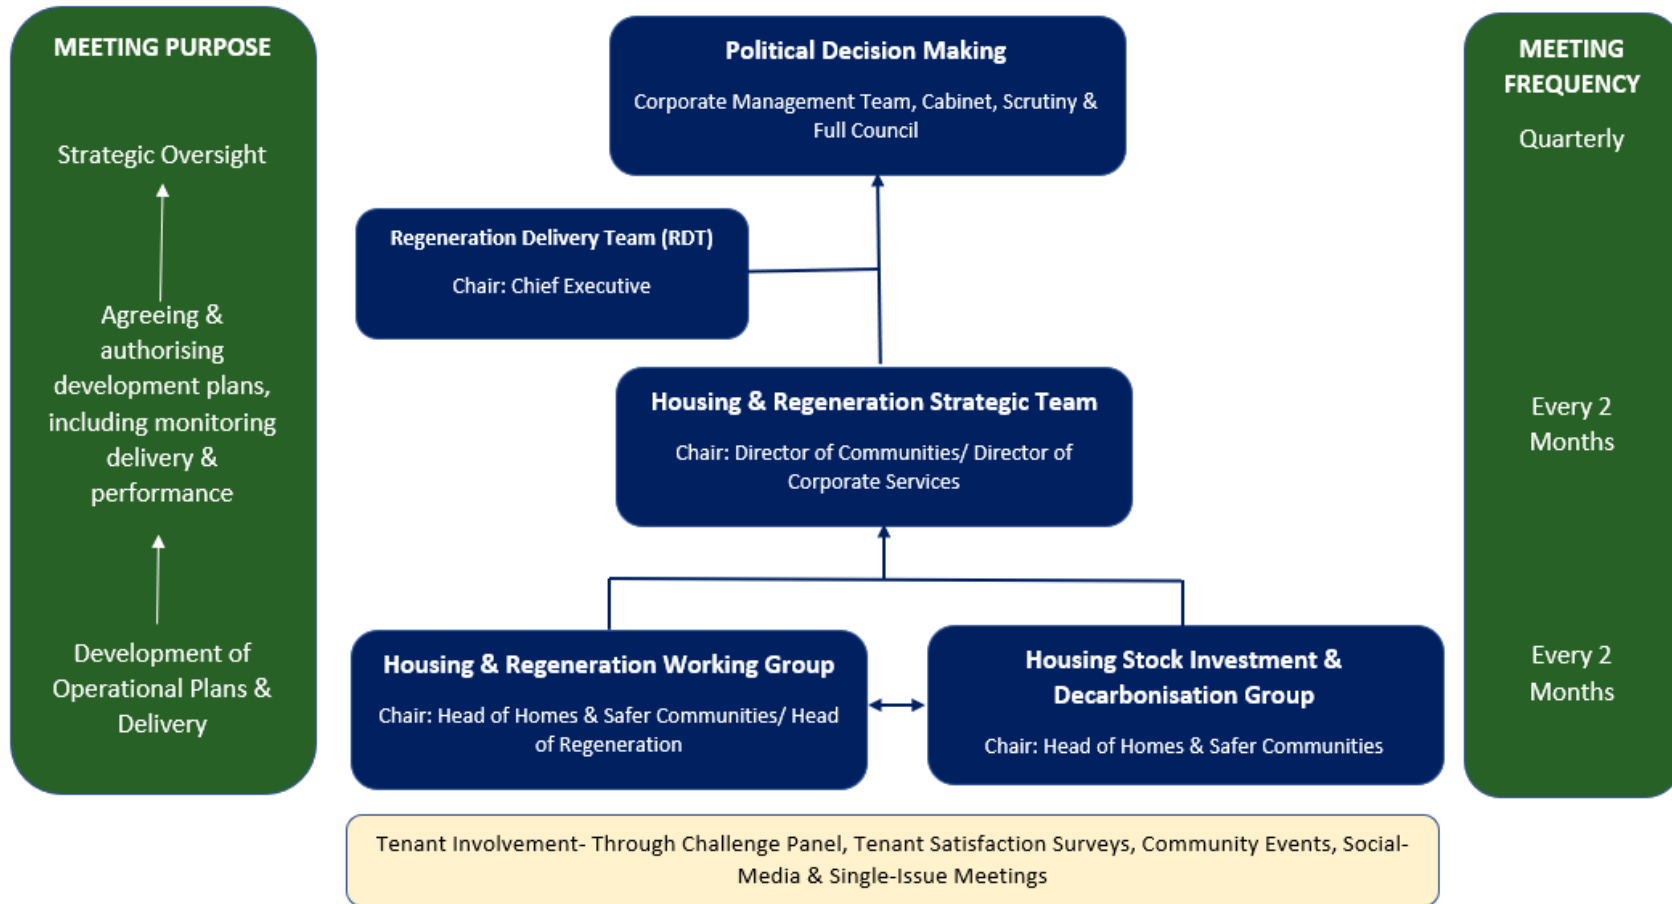 MEETING PURPOSE
Strategic Oversight
Agreeing &
authorising
development plans,
including monitoring
delivery &
performance
Development of
Operational Plans &
Delivery
Political Decision Making
Corporate Management Team, Cabinet, Scrutiny &
Full Council
Regeneration Delivery Team (RDT)
Chair: Chief Executive
Housing & Regeneration Strategic Team
Chair: Director of Communities/ Director of
Corporate Services
Housing & Regeneration Working Group
Chair: Head of Homes & Safer Communities/ Head
of Regeneration
Housing Stock Investment &
Decarbonisation Group
Chair: Head of Homes & Safer Communities
Tenant Involvement- Through Challenge Panel, Tenant Satisfaction Surveys, Community Events, Social-
Media & Single-Issue Meetings
MEETING
FREQUENCY
Quarterly
Every 2
Months
Every 2
Months